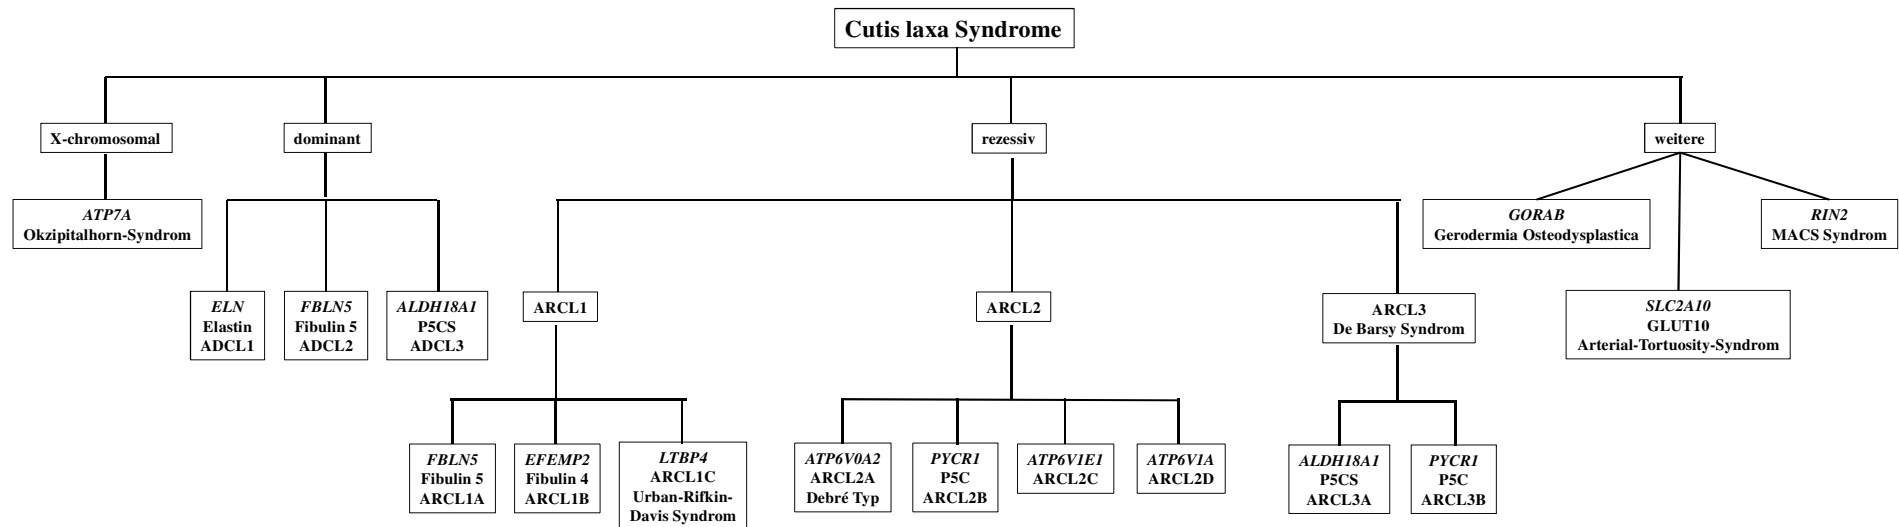 Cutis laxa Syndrome
X-chromosomal
dominant
rezessiv
weitere
ATP7A
Okzipitalhorn-Syndrom
GORAB
Gerodermia Osteodysplastica
RIN2
MACS Syndrom
ELN
Elastin
ADCL1
FBLN5
Fibulin 5
ADCL2
ALDH18A1
P5CS
ADCL3
ARCL1
ARCL2
ARCL3
De Barsy Syndrom
SLC2A10
GLUT10
Arterial-Tortuosity-Syndrom
FBLN5
Fibulin 5
ARCL1A
EFEMP2
Fibulin 4
ARCL1B
LTBP4
ARCL1C
Urban-Rifkin-
Davis Syndrom
ATP6V0A2
ARCL2A
Debré Typ
PYCR1
P5C
ARCL2B
ATP6V1E1
ARCL2C
ATP6V1A
ARCL2D
ALDH18A1
P5CS
ARCL3A
PYCR1
P5C
ARCL3B